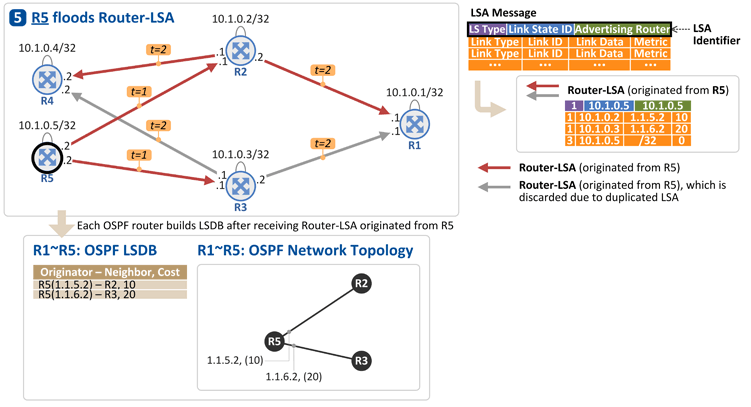 5 R5 floods Router-LSA
10.1.0.2/32
t=2
R2
.2
.1
t=2
10.1.0.4/32
.2
.2
R4
t=1
t=2
10.1.0.5/32
.2
.2
R5
t=1
10.1.0.3/32
.1
.1
.2
R3
t=2
10.1.0.1/32
.1
.1
R1
LSA Message
LS Type Link State ID Advertising Router
Link Type Link ID Link Data Metric
Link Type Link ID Link Data Metric
... ... ... ...
LSA
Identifier
Router-LSA (originated from R5)
1 10.1.0.5 10.1.0.5
1 10.1.0.2 1.1.5.2 10
1 10.1.0.3 1.1.6.2 20
3 10.1.0.5 /32 0
Router-LSA (originated from R5)
Router-LSA (originated from R5), which is
discarded due to duplicated LSA
Each OSPF router builds LSDB after receiving Router-LSA originated from R5
R1~R5: OSPF LSDB
Originator – Neighbor, Cost
R5(1.1.5.2) – R2, 10
R5(1.1.6.2) – R3, 20
R1~R5: OSPF Network Topology
R2
R5
R3
1.1.5.2, (10)
1.1.6.2, (20)